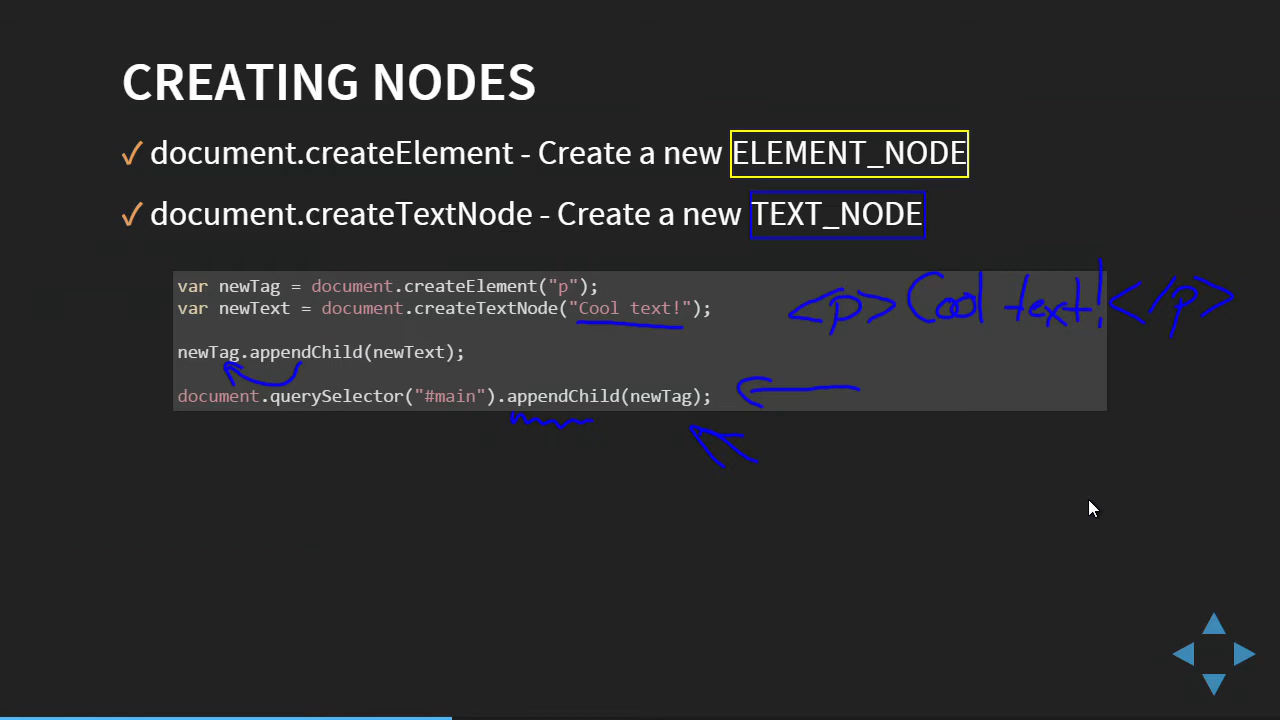 CREATING NODES
✓ document.createElement - Create a new ELEMENT_NODE
✓ document.createTextNode - Create a new TEXT_NODE
var newTag = document.createElement("p");
var newText = document.createTextNode("Cool text!");
<p> Cool text! </p>
newTag.appendChild(newText);
document.querySelector("#main").appendChild(newTag);